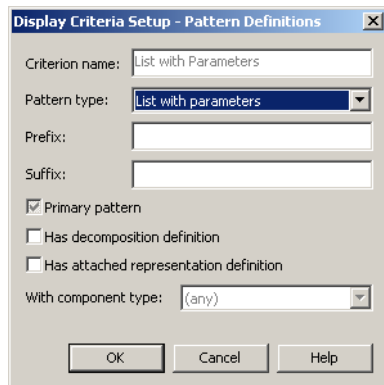 Display Criteria Setup - Pattern Definitions
Criterion name: List with Parameters
Pattern type: List with parameters
Prefix:
Suffix:
Primary pattern
Has decomposition definition
Has attached representation definition
With component type: (any)
OK Cancel Help